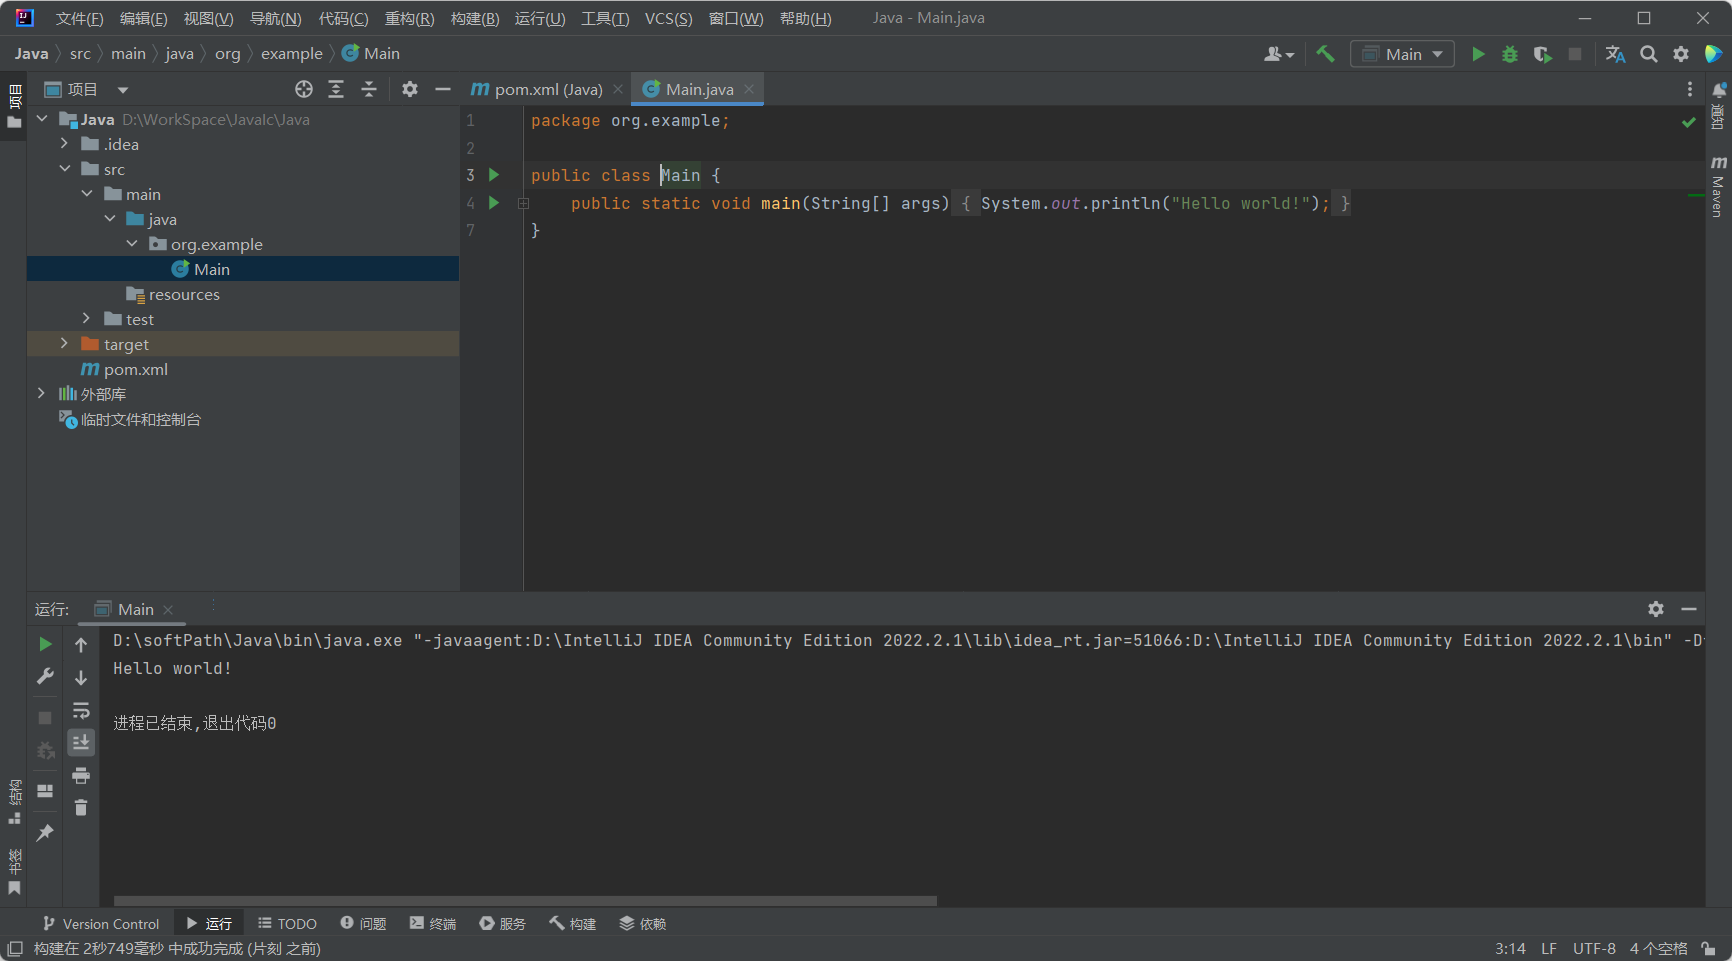 文件(F) 编辑(E) 视图(V) 导航(N) 代码(C) 重构(R) 构建(B) 运行(U) 工具(T) VCS(S) 窗口(W) 帮助(H) Java - Main.java
Java src main java org example Main
Main
项目
项目
pom.xml (Java)
Main.java
通知
Maven
Java D:\WorkSpace\JavaIc\Java
.idea
src
main
java
org.example
Main
resources
test
target
pom.xml
外部库
临时文件和控制台
1 package org.example;
2
3 public class Main {
4 public static void main(String[] args) { System.out.println("Hello world!"); }
7 }
运行: Main
D:\softPath\Java\bin\java.exe "-javaagent:D:\IntelliJ IDEA Community Edition 2022.2.1\lib\idea_rt.jar=51066:D:\IntelliJ IDEA Community Edition 2022.2.1\bin" -D
Hello world!
进程已结束,退出代码0
结构
书签
Version Control 运行 TODO 问题 终端 服务 构建 依赖
构建在 2秒749毫秒 中成功完成 (片刻 之前)
3:14 LF UTF-8 4 个空格